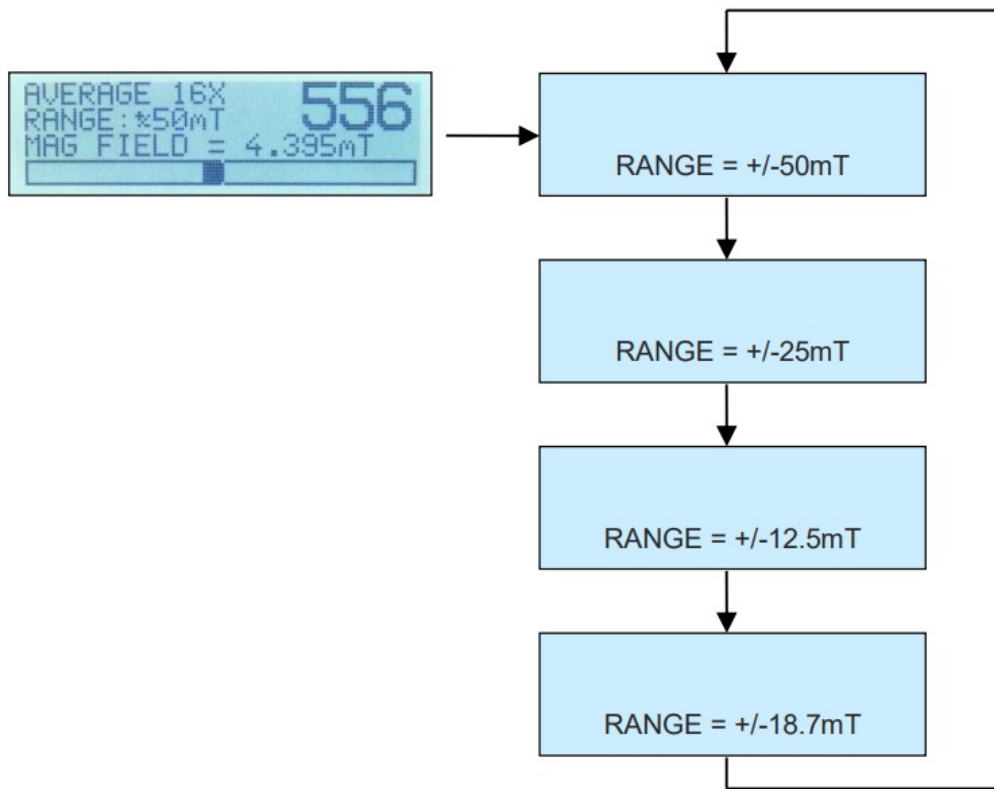 AVERAGE 16X 556
RANGE:±50mT
MAG FIELD = 4.395mT
RANGE = +/-50mT
RANGE = +/-25mT
RANGE = +/-12.5mT
RANGE = +/-18.7mT